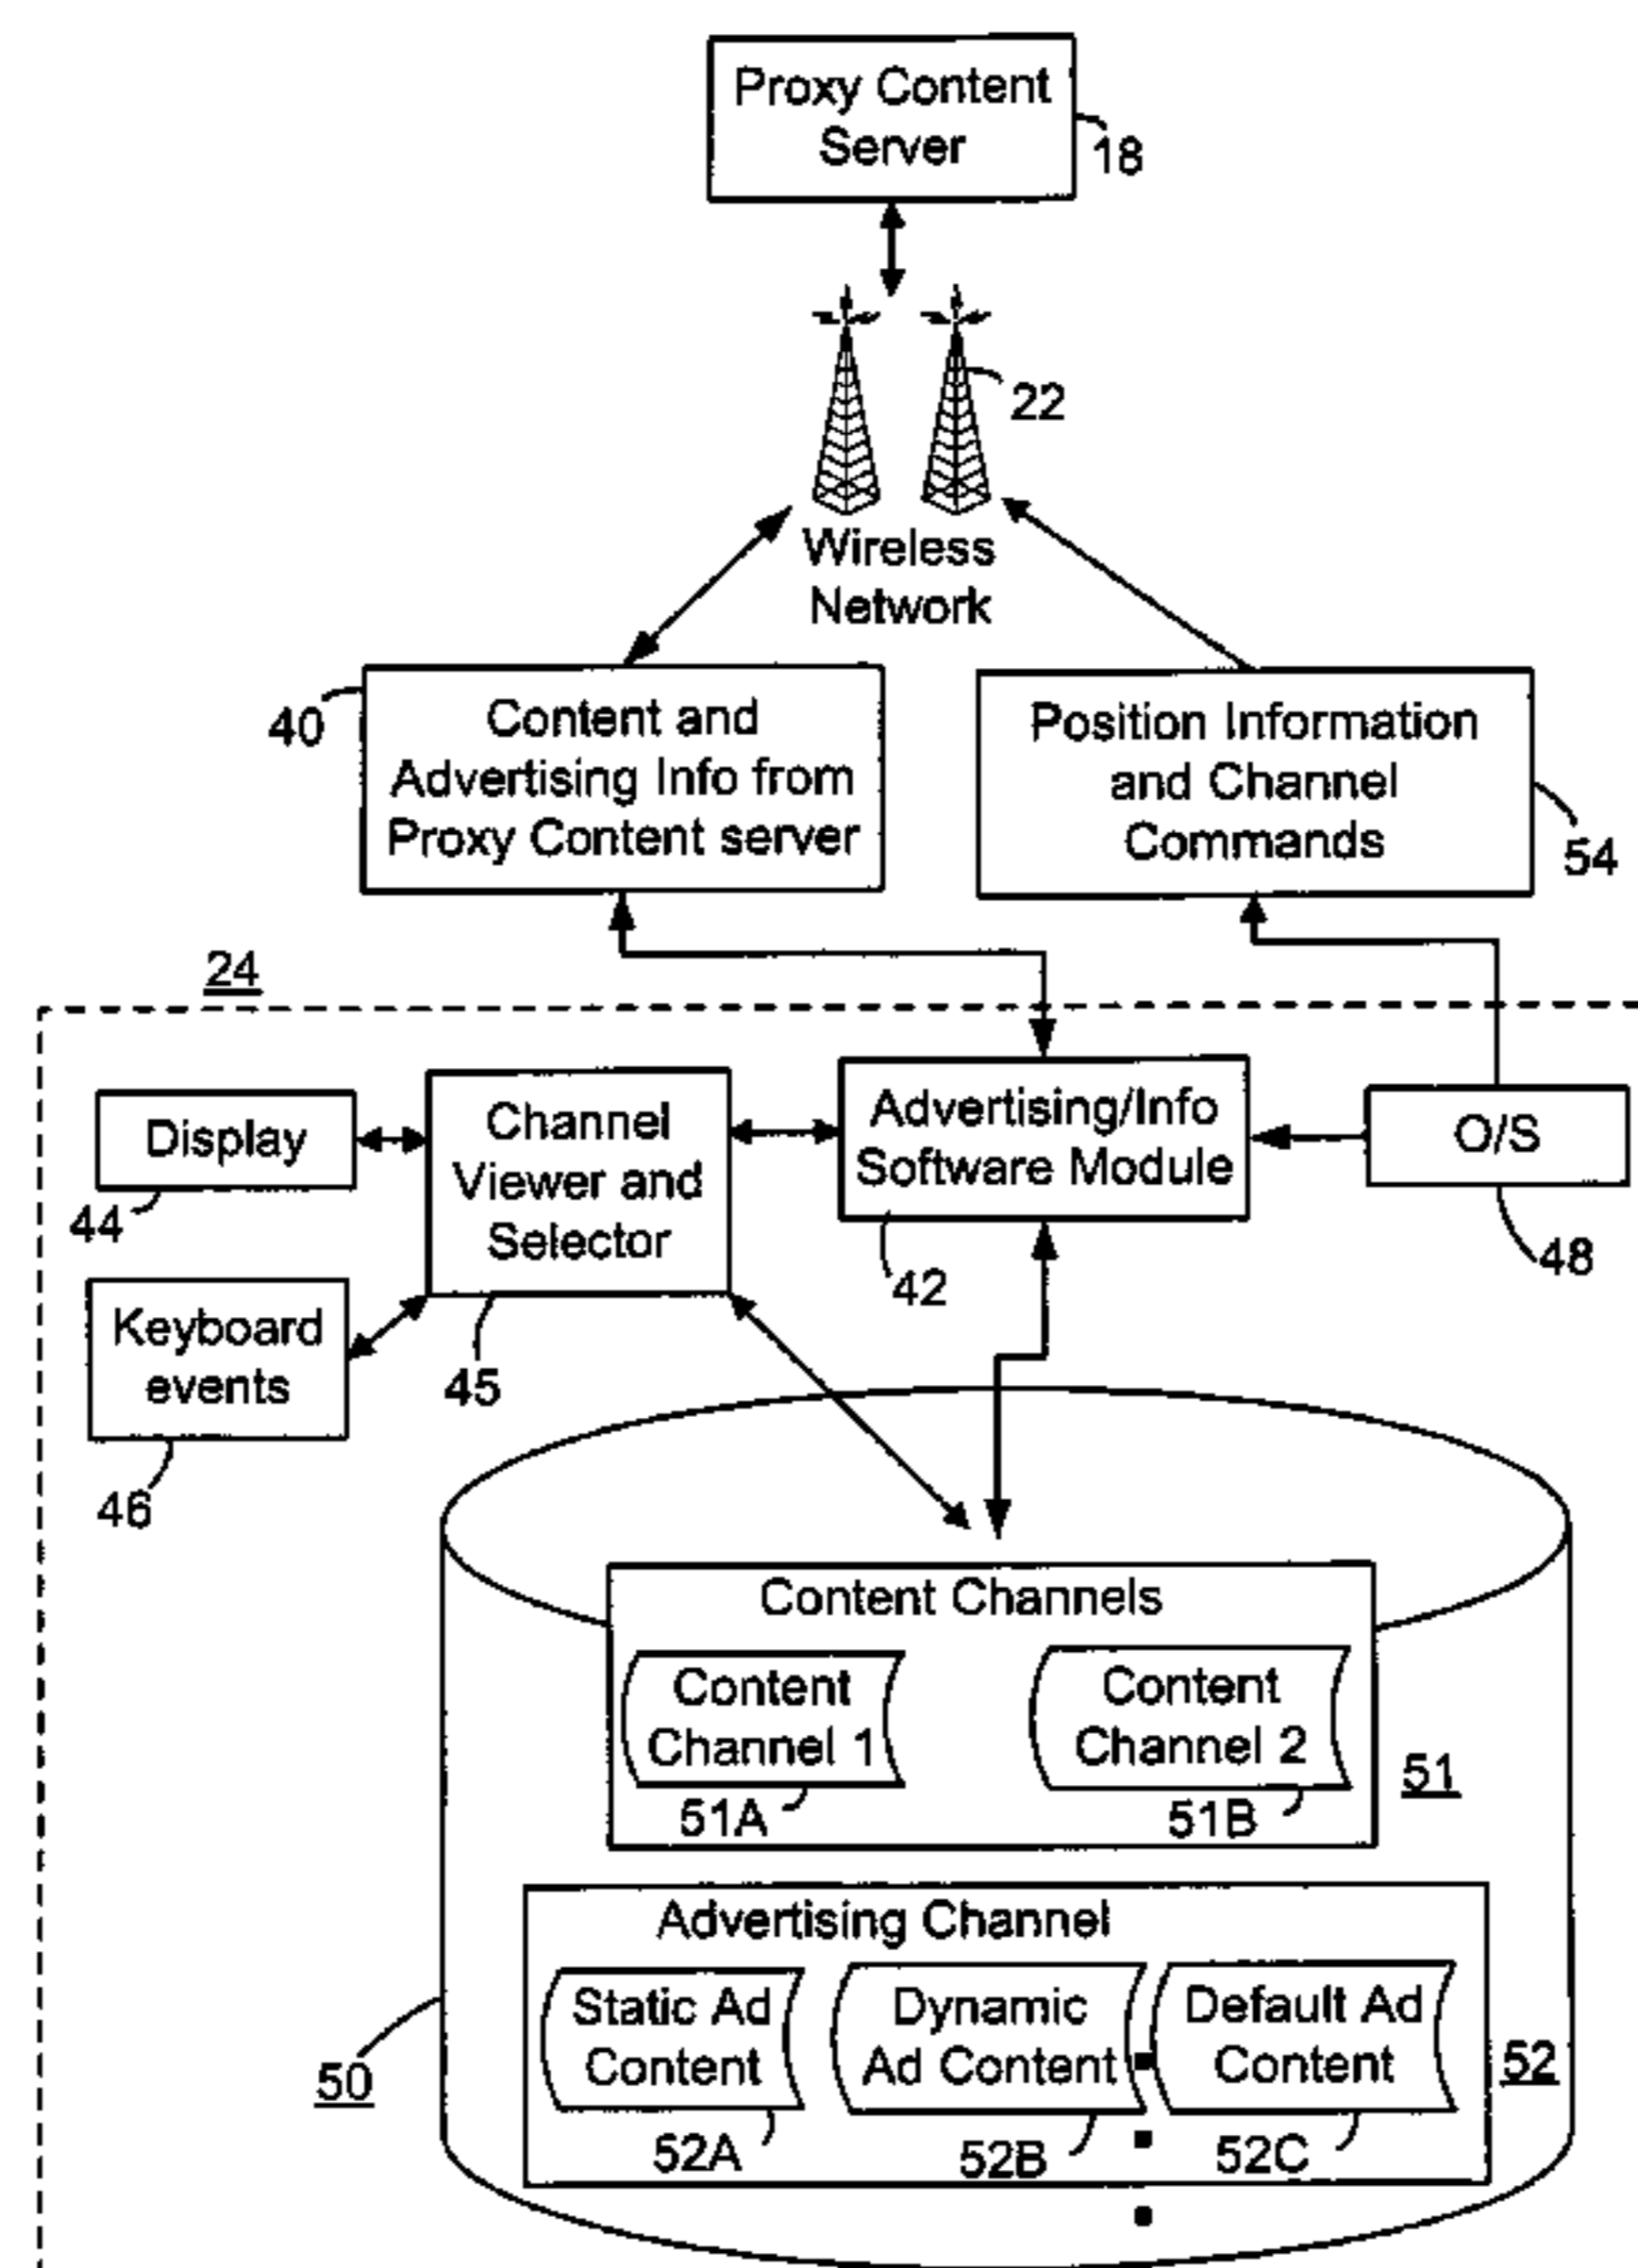 Proxy Content
Server
18
22
Wireless
Network
40
Content and
Advertising Info from
Proxy Content server
Position Information
and Channel
Commands
54
24
Display
44
Channel
Viewer and
Selector
45
Advertising/Info
Software Module
42
O/S
48
Keyboard
events
46
Content Channels
Content
Channel 1
51A
Content
Channel 2
51B
51
Advertising Channel
Static Ad
Content
52A
Dynamic
Ad Content
52B
Default Ad
Content
52C
52
50